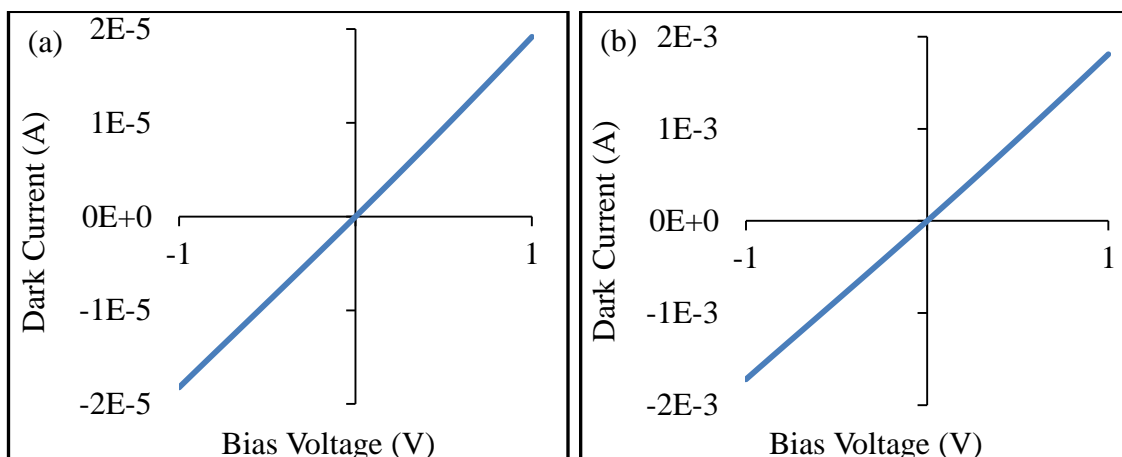 (a)
2E-5
1E-5
0E+0
-1E-5
-2E-5
-1
1
Dark Current (A)
Bias Voltage (V)
(b)
2E-3
1E-3
0E+0
-1E-3
-2E-3
-1
1
Dark Current (A)
Bias Voltage (V)